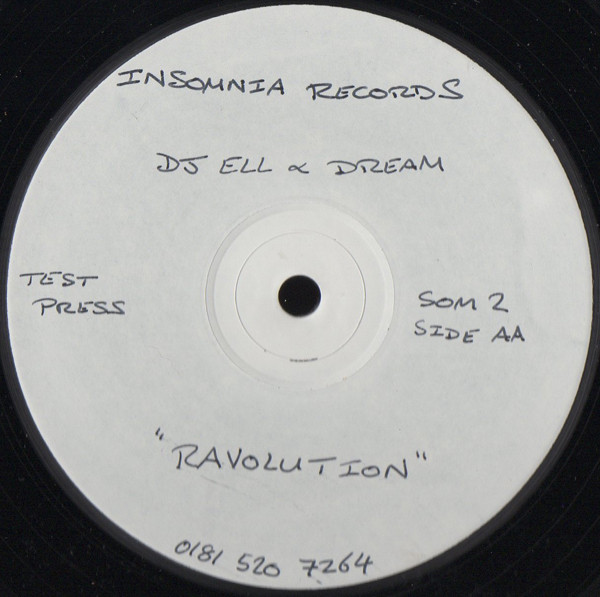 INSOMNIA RECORDS
DJ ELL & DREAM
TEST
PRESS
SOM 2
SIDE AA
"RAVOLUTION"
0181 520 7264